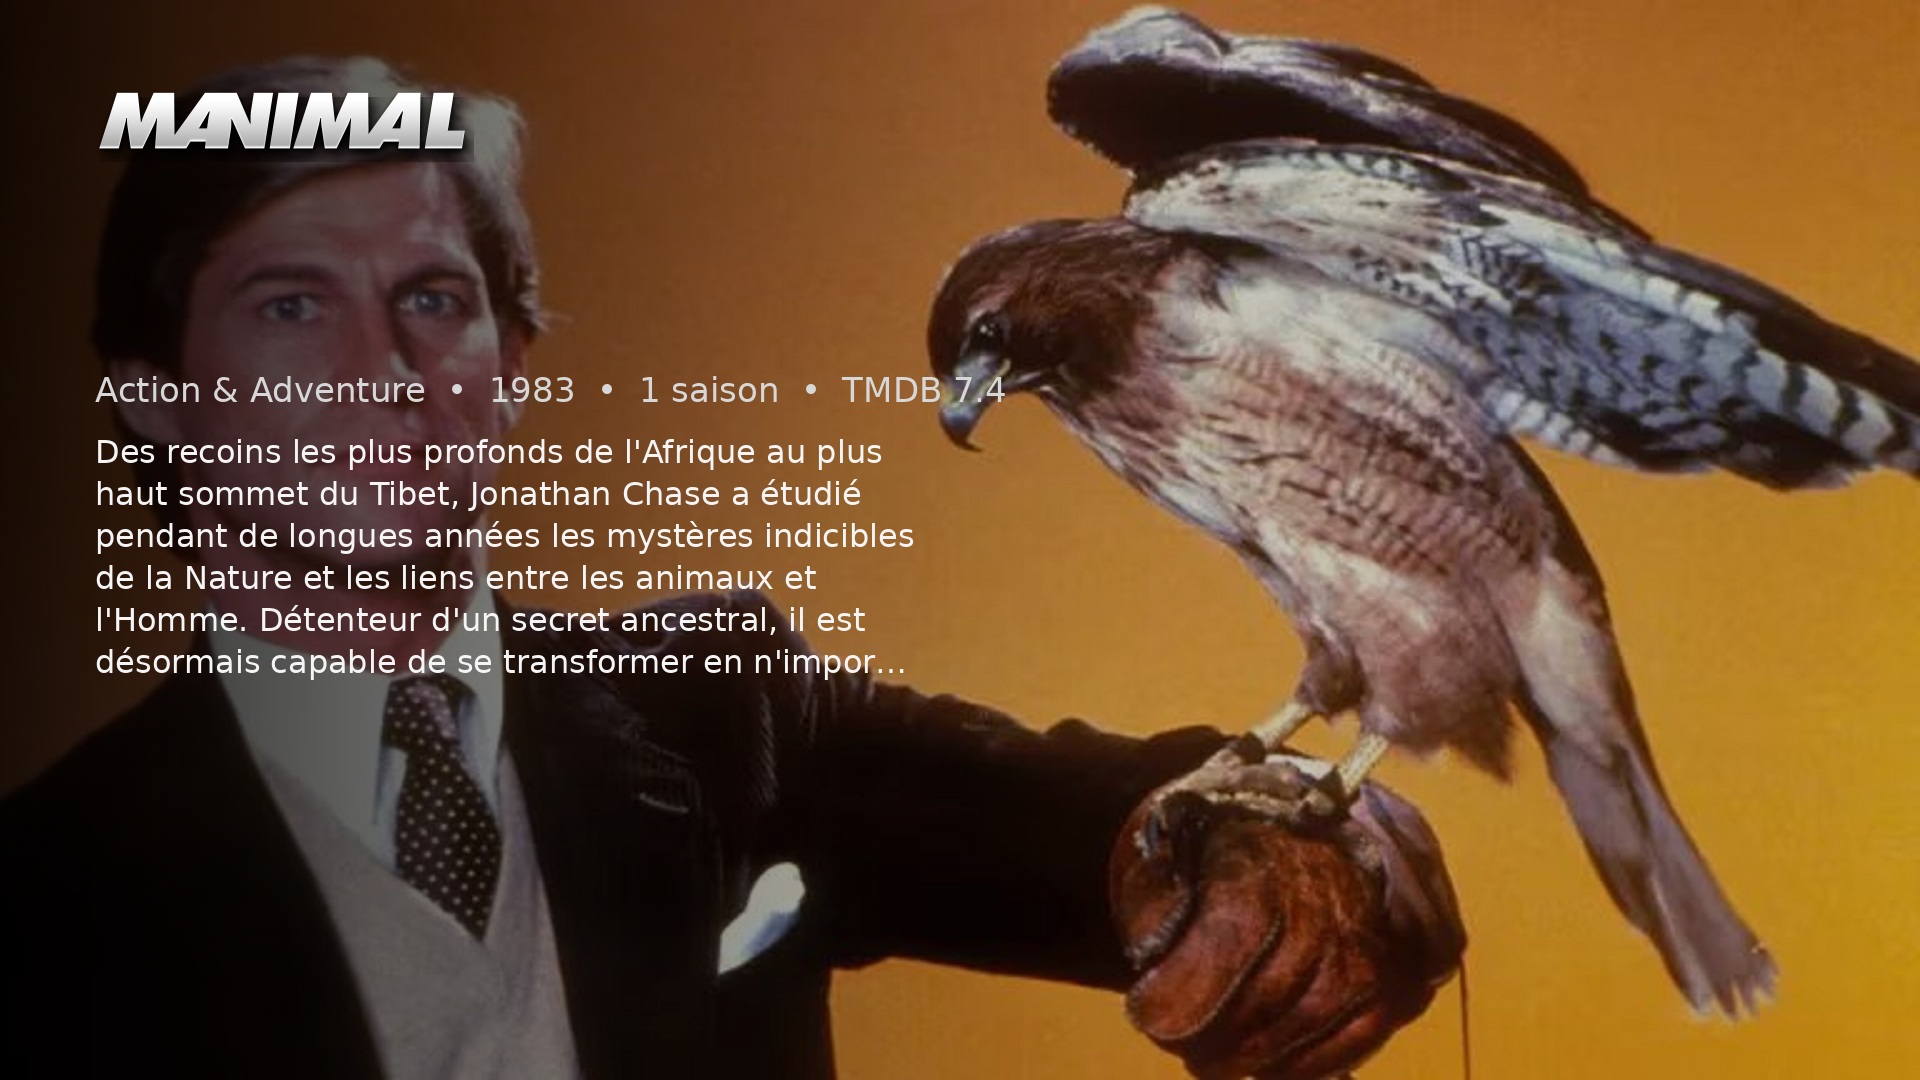 MANIMAL
Action & Adventure • 1983 • 1 saison • TMDB 7.4
Des recoins les plus profonds de l'Afrique au plus
haut sommet du Tibet, Jonathan Chase a étudié
pendant de longues années les mystères indicibles
de la Nature et les liens entre les animaux et
l'Homme. Détenteur d'un secret ancestral, il est
désormais capable de se transformer en n'impor...